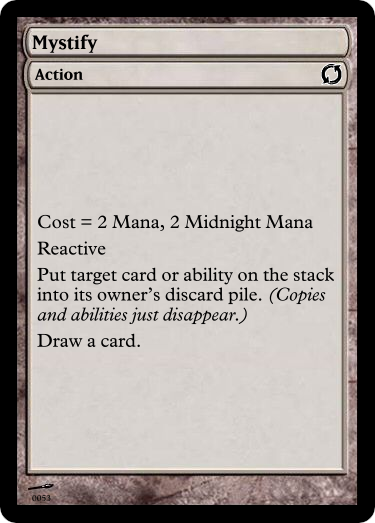 Mystify
Action
Cost = 2 Mana, 2 Midnight Mana
Reactive
Put target card or ability on the stack
into its owner's discard pile. (Copies
and abilities just disappear.)
Draw a card.
0053